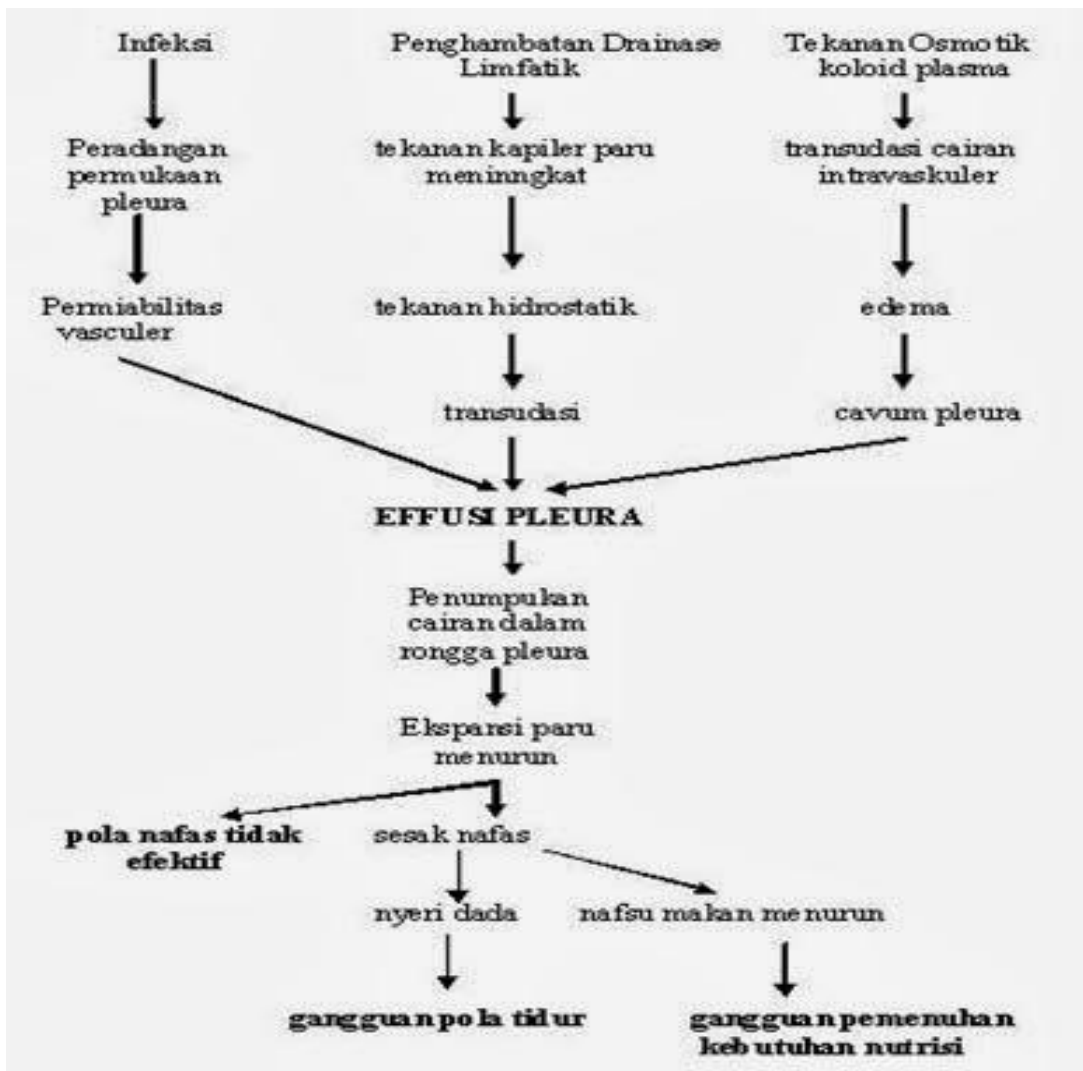 Infeksi
Penghambatan Drainase
Limfatik
Tekanan Osmotik
koloid plasma
Peradangan
permukaan
pleura
tekanan kapiler paru
meninngkat
transudasi cairan
intravaskuler
Permiabilitas
vasculer
tekanan hidrostatik
edema
transudasi
cavum pleura
EFFUSI PLEURA
Penumpukan
cairan dalam
rongga pleura
Ekspansi paru
menurun
pola nafas tidak
efektif
sesak nafas
nyeri dada
nafsu makan menurun
gangguan pola tidur
gangguan pemenuhan
kebutuhan nutrisi